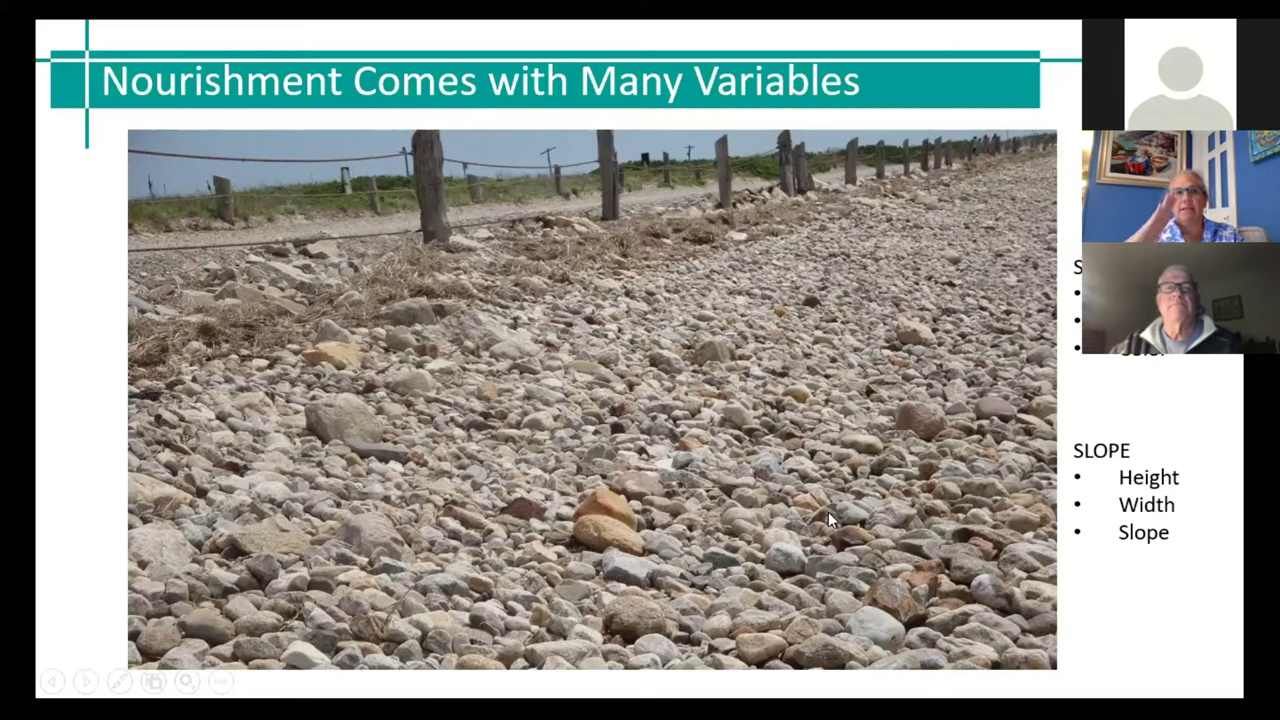 Nourishment Comes with Many Variables
SLOPE
• Height
• Width
• Slope